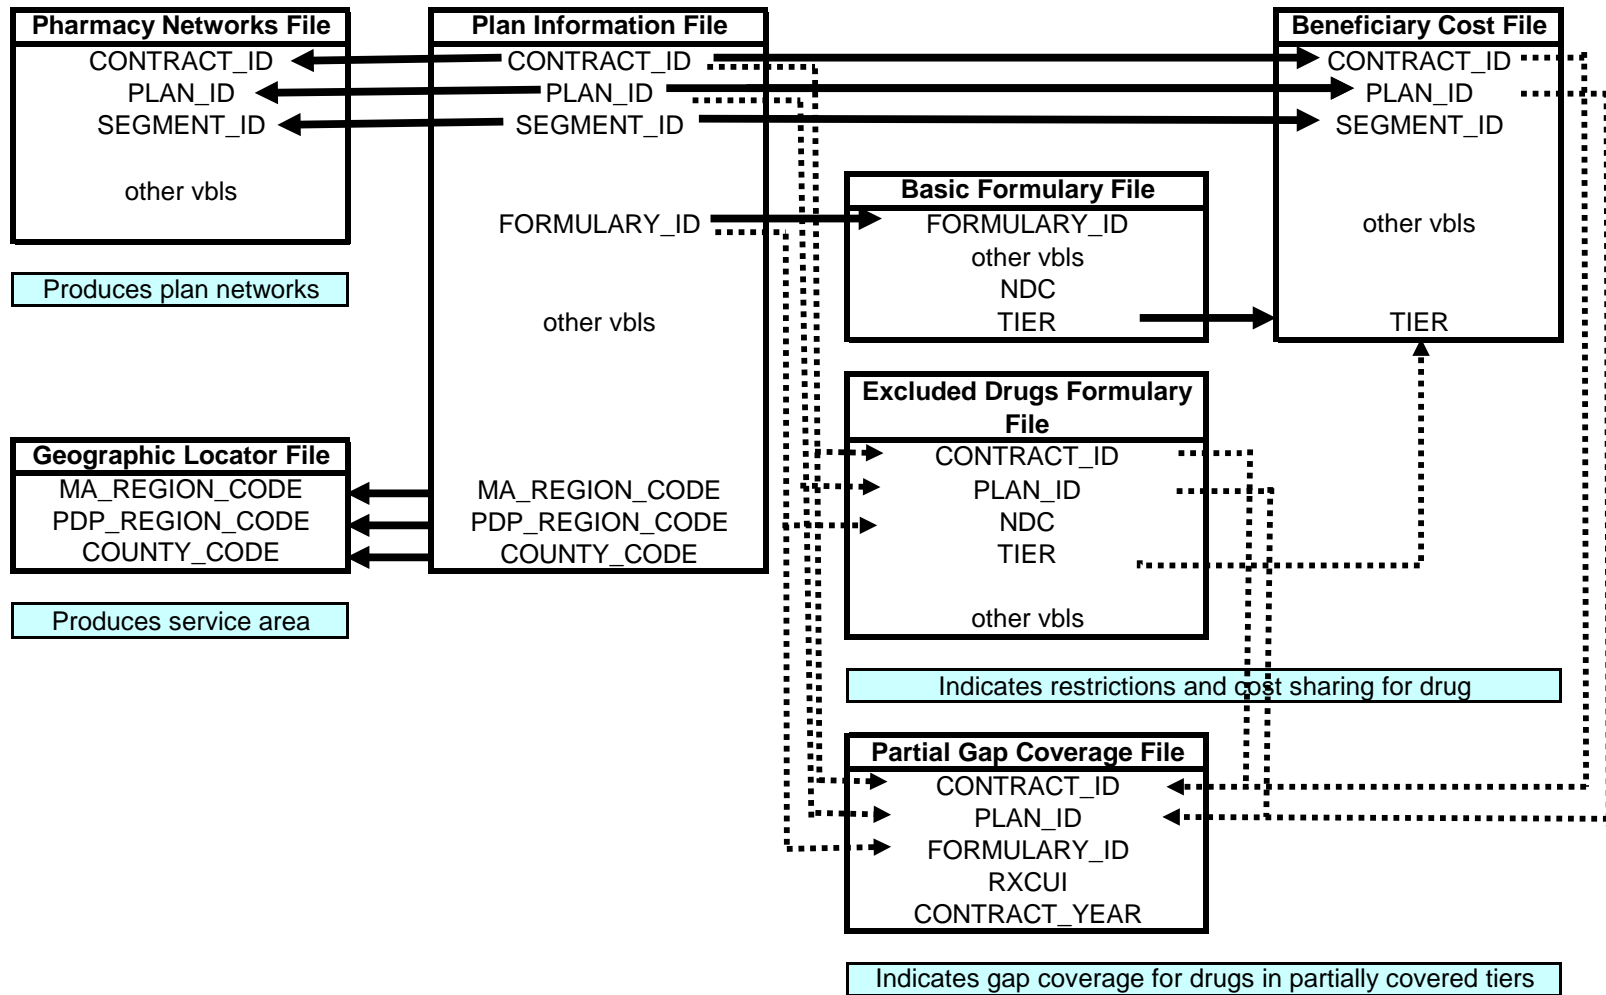 Pharmacy Networks File
CONTRACT_ID
PLAN_ID
SEGMENT_ID
other vbls
Produces plan networks
Geographic Locator File
MA_REGION_CODE
PDP_REGION_CODE
COUNTY_CODE
Produces service area
Plan Information File
CONTRACT_ID
PLAN_ID
SEGMENT_ID
FORMULARY_ID
other vbls
MA_REGION_CODE
PDP_REGION_CODE
COUNTY_CODE
Basic Formulary File
FORMULARY_ID
other vbls
NDC
TIER
Excluded Drugs Formulary
File
CONTRACT_ID
PLAN_ID
NDC
TIER
other vbls
Beneficiary Cost File
CONTRACT_ID
PLAN_ID
SEGMENT_ID
other vbls
TIER
Indicates restrictions and cost sharing for drug
Partial Gap Coverage File
CONTRACT_ID
PLAN_ID
FORMULARY_ID
RXCUI
CONTRACT_YEAR
Indicates gap coverage for drugs in partially covered tiers